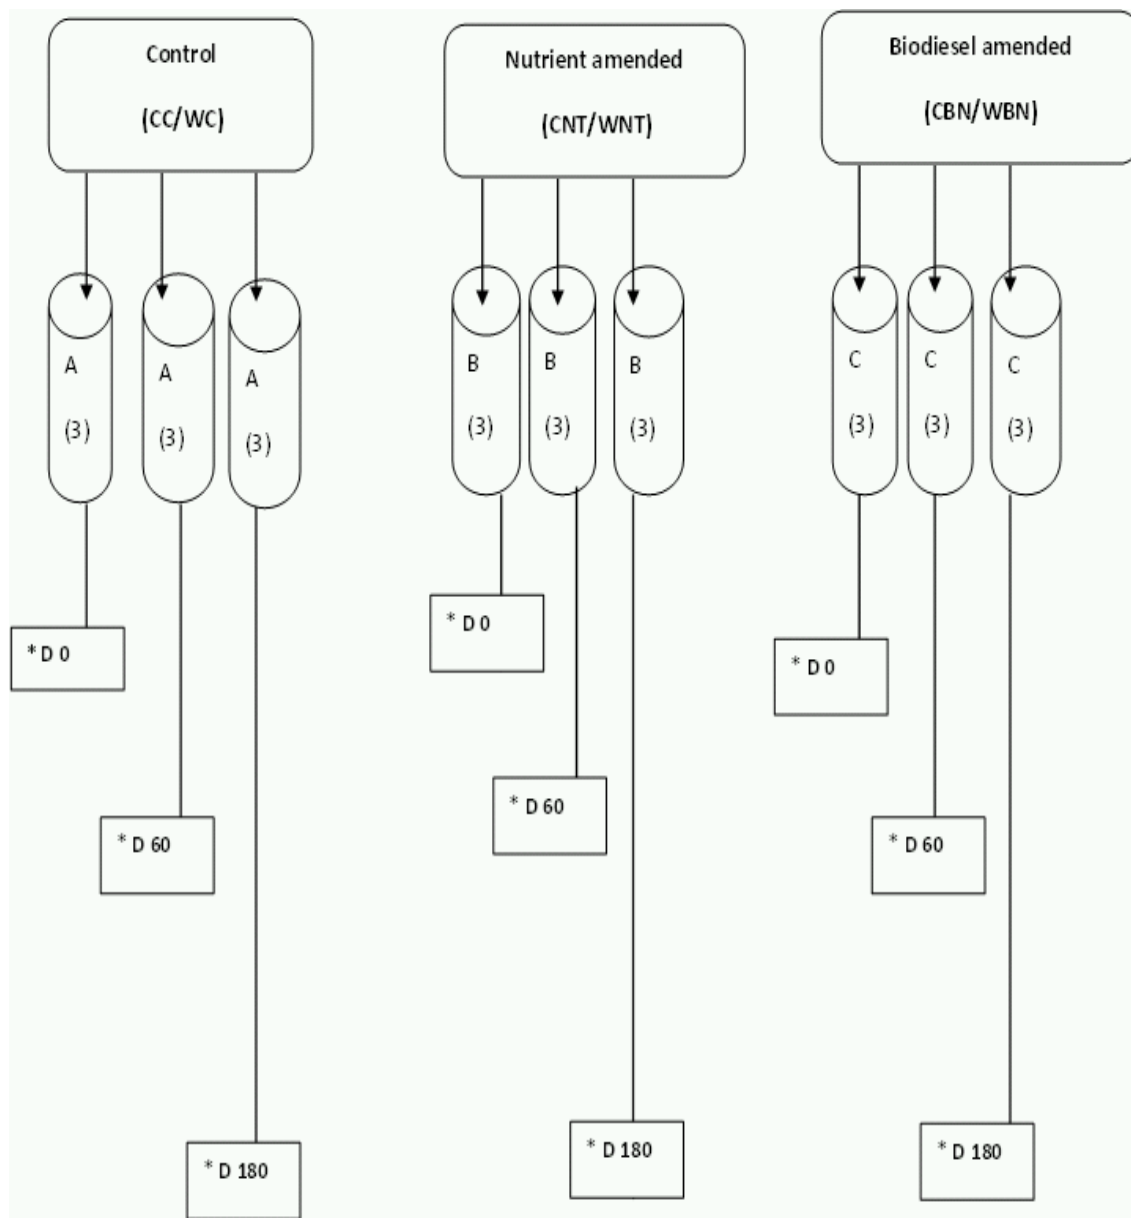 Control
(CC/WC)
Nutrient amended
(CNT/WNT)
Biodiesel amended
(CBN/WBN)
A
(3)
A
(3)
A
(3)
B
(3)
B
(3)
B
(3)
C
(3)
C
(3)
C
(3)
* D 0
* D 60
* D 180
* D 0
* D 60
* D 180
* D 0
* D 60
* D 180